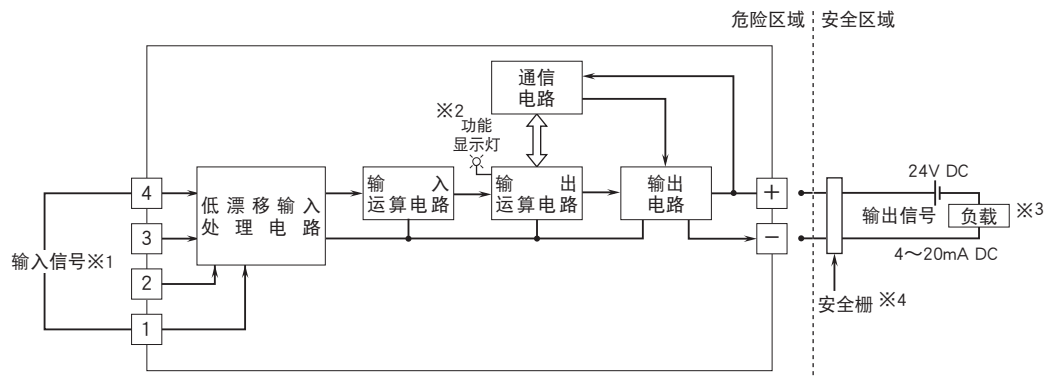 危险区域 安全区域
通信
电路
※2
功能
显示灯
24V DC
4
输 入
运算电路
输 出
运算电路
输出
电路
+
低漂移输入
处理电路
输出信号
负载
※3
3
−
输入信号※1
4～20mA DC
2
安全栅 ※4
1